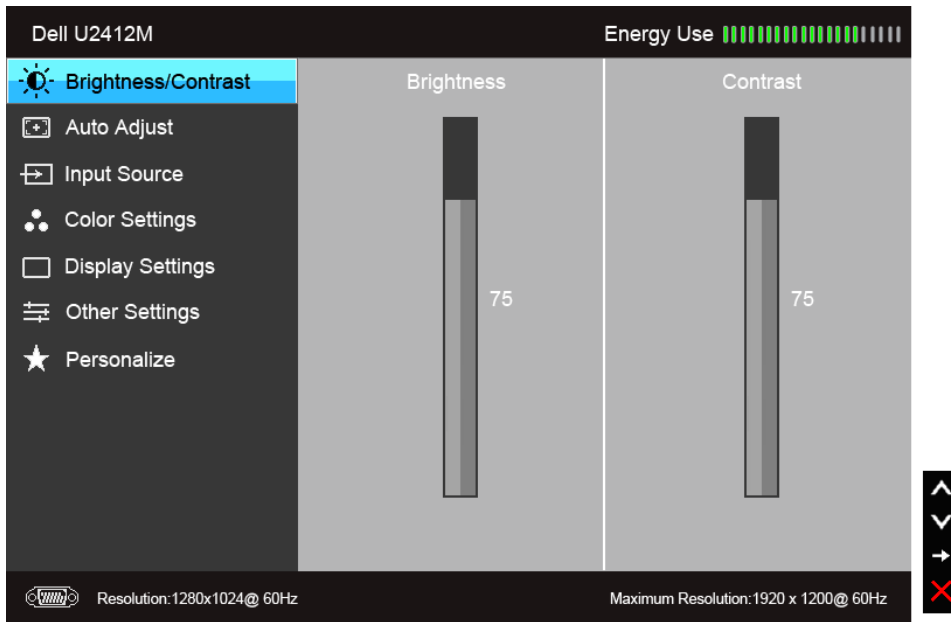 Dell U2412M
Energy Use
Brightness/Contrast
Auto Adjust
Input Source
Color Settings
Display Settings
Other Settings
Personalize
Brightness
75
Contrast
75
Resolution:1280x1024@ 60Hz
Maximum Resolution:1920 x 1200@ 60Hz